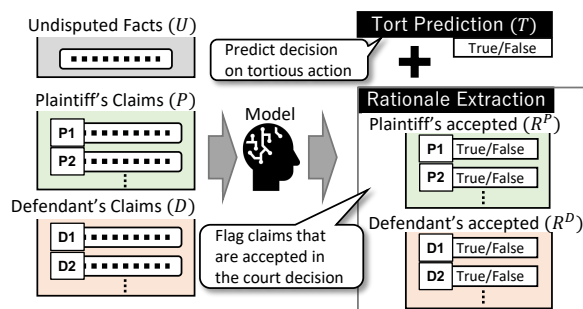 Undisputed Facts (U)
Plaintiff's Claims (P)
P1
P2
Defendant's Claims (D)
D1
D2
Model
Predict decision
on tortious action
Flag claims that
are accepted in
the court decision
Tort Prediction (T)
True/False
+
Rationale Extraction
Plaintiff's accepted (R^P)
P1 True/False
P2 True/False
Defendant's accepted (R^D)
D1 True/False
D2 True/False